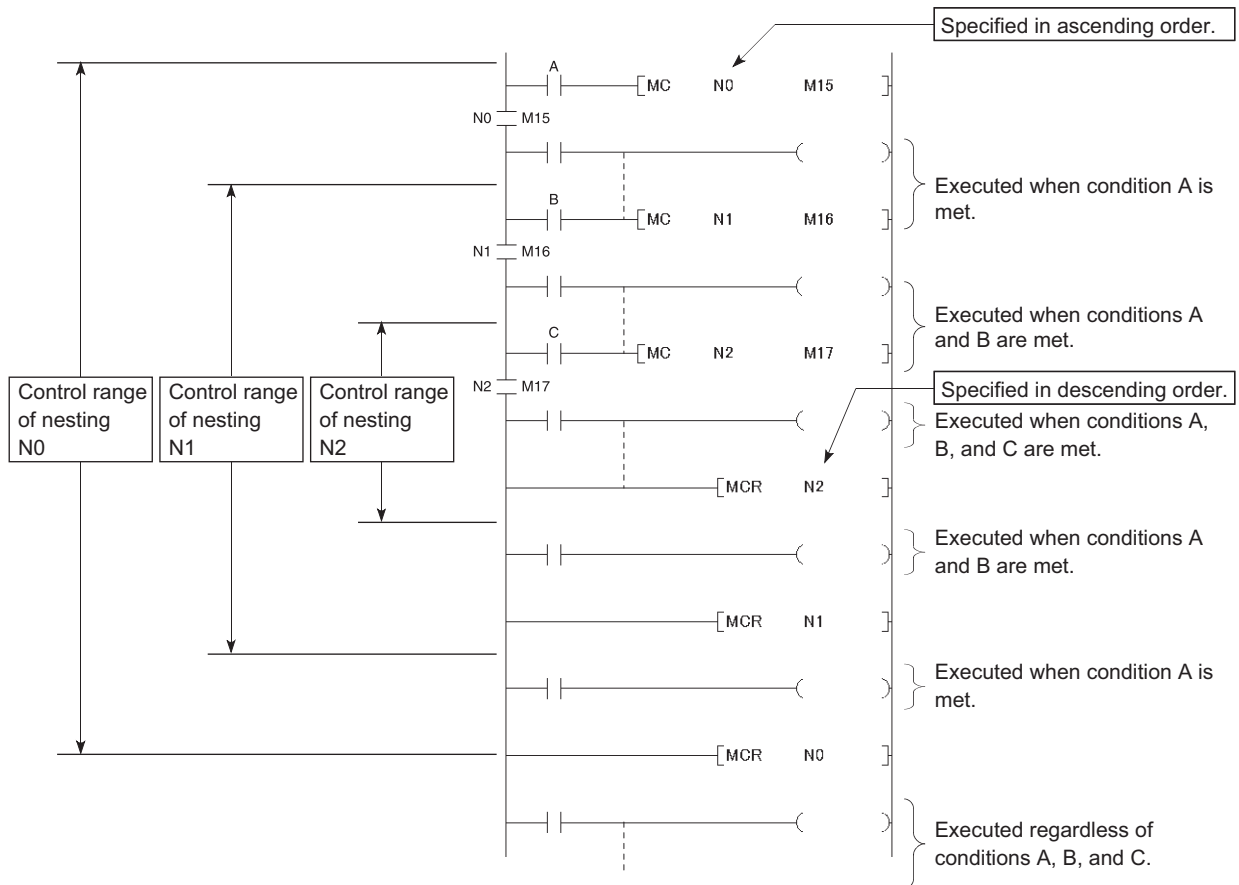 Specified in ascending order.
A
MC N0 M15
N0 M15
Executed when condition A is
met.
B
MC N1 M16
N1 M16
Executed when conditions A
and B are met.
C
MC N2 M17
N2 M17
Control range
of nesting
N0
Control range
of nesting
N1
Control range
of nesting
N2
Specified in descending order.
Executed when conditions A,
B, and C are met.
MCR N2
Executed when conditions A
and B are met.
MCR N1
Executed when condition A is
met.
MCR N0
Executed regardless of
conditions A, B, and C.